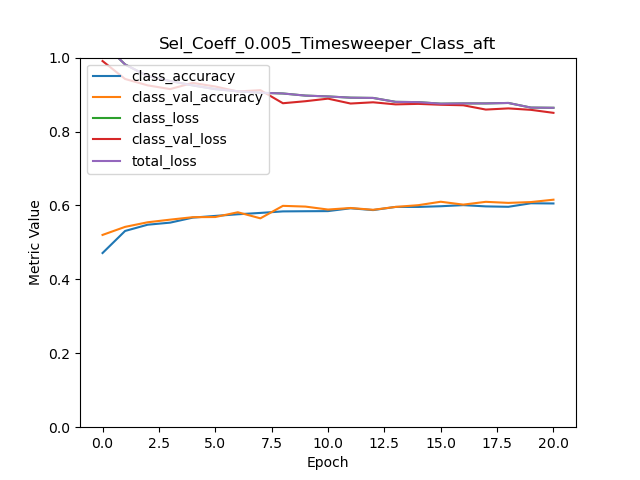 Sel_Coeff_0.005_Timesweeper_Class_aft
1.0
0.8
0.6
0.4
0.2
0.0
Metric Value
class_accuracy
class_val_accuracy
class_loss
class_val_loss
total_loss
0.0 2.5 5.0 7.5 10.0 12.5 15.0 17.5 20.0
Epoch